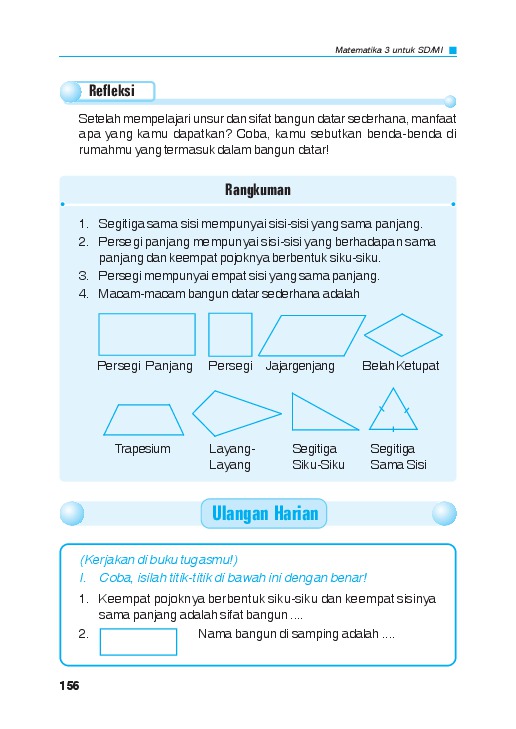 Matematika 3 untuk SD/MI
Refleksi
Setelah mempelajari unsur dan sifat bangun datar sederhana, manfaat
apa yang kamu dapatkan? Coba, kamu sebutkan benda-benda di
rumahmu yang termasuk dalam bangun datar!
Rangkuman
1. Segitiga sama sisi mempunyai sisi-sisi yang sama panjang.
2. Persegi panjang mempunyai sisi-sisi yang berhadapan sama
panjang dan keempat pojoknya berbentuk siku-siku.
3. Persegi mempunyai empat sisi yang sama panjang.
4. Macam-macam bangun datar sederhana adalah
Persegi Panjang Persegi Jajargenjang Belah Ketupat
Trapesium Layang- Segitiga Segitiga
Layang Siku-Siku Sama Sisi
Ulangan Harian
(Kerjakan di buku tugasmu!)
I. Coba, isilah titik-titik di bawah ini dengan benar!
1. Keempat pojoknya berbentuk siku-siku dan keempat sisinya
sama panjang adalah sifat bangun ....
2. Nama bangun di samping adalah ....
156